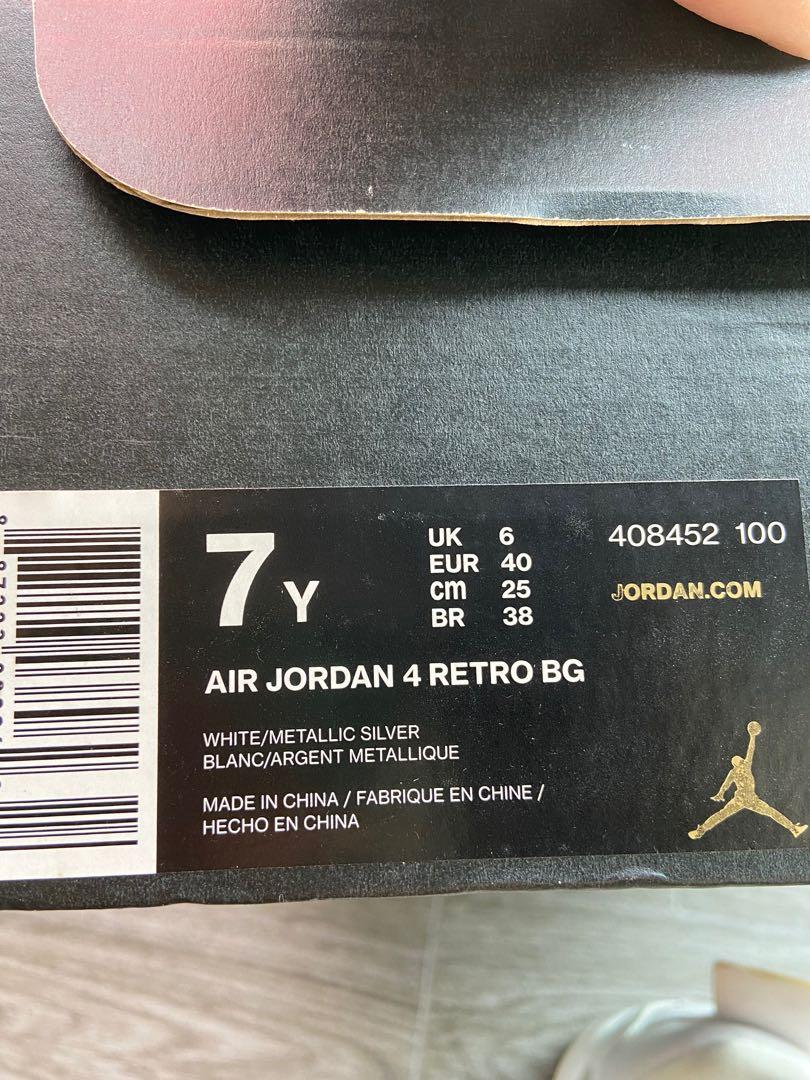 7 Y
UK 6
EUR 40
cm 25
BR 38
408452 100
JORDAN.COM
AIR JORDAN 4 RETRO BG
WHITE/METALLIC SILVER
BLANC/ARGENT METALLIQUE
MADE IN CHINA / FABRIQUE EN CHINE /
HECHO EN CHINA